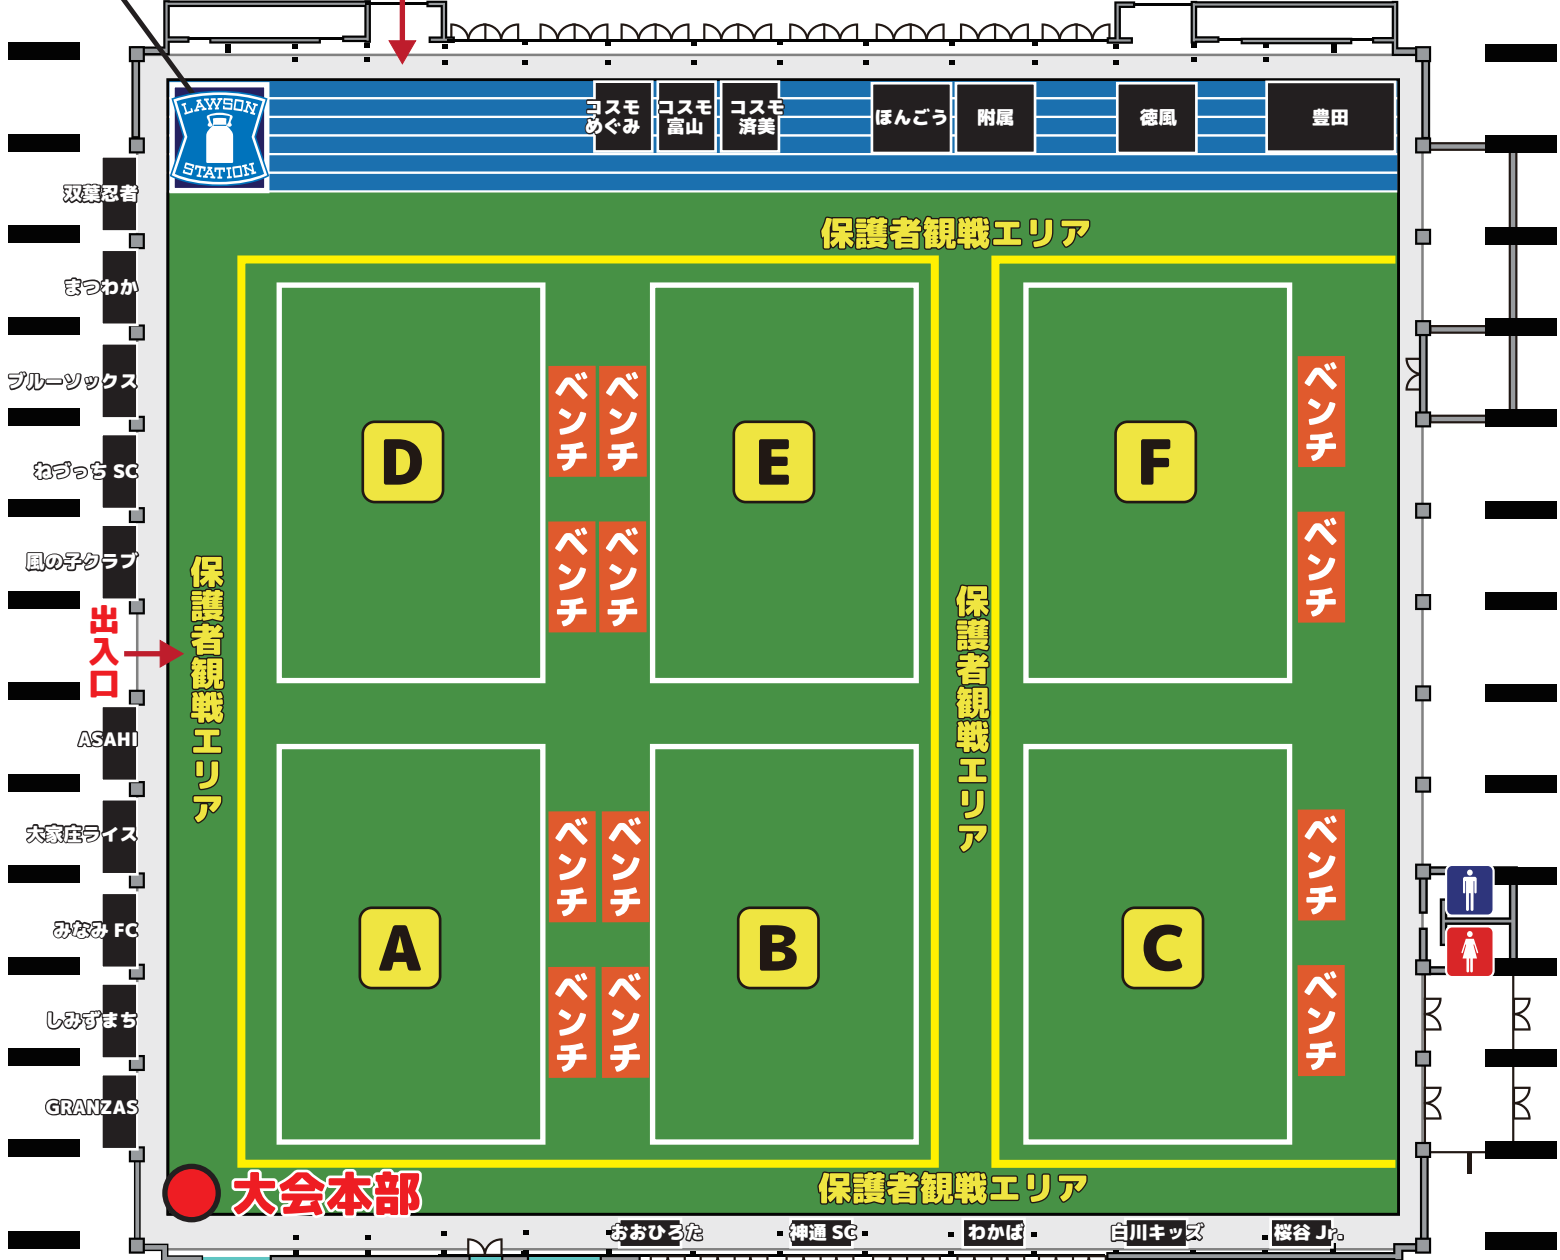 LAWSON
STATION
コスモ
めぐみ
コスモ
富山
コスモ
済美
ほんごう
附属
徳風
豊田
保護者観戦エリア
双葉忍者
まつわか
ブルーソックス
ねづっち SC
風の子クラブ
出入口
ASAHI
大家庄ライス
みなみ FC
しみずまち
GRANZAS
保護者観戦エリア
D
ベンチ
ベンチ
E
F
ベンチ
ベンチ
ベンチ
ベンチ
保護者観戦エリア
A
ベンチ
ベンチ
B
C
ベンチ
ベンチ
ベンチ
ベンチ
大会本部
保護者観戦エリア
おおひろた
神通 SC
わかば
白川キッズ
桜谷 Jr.